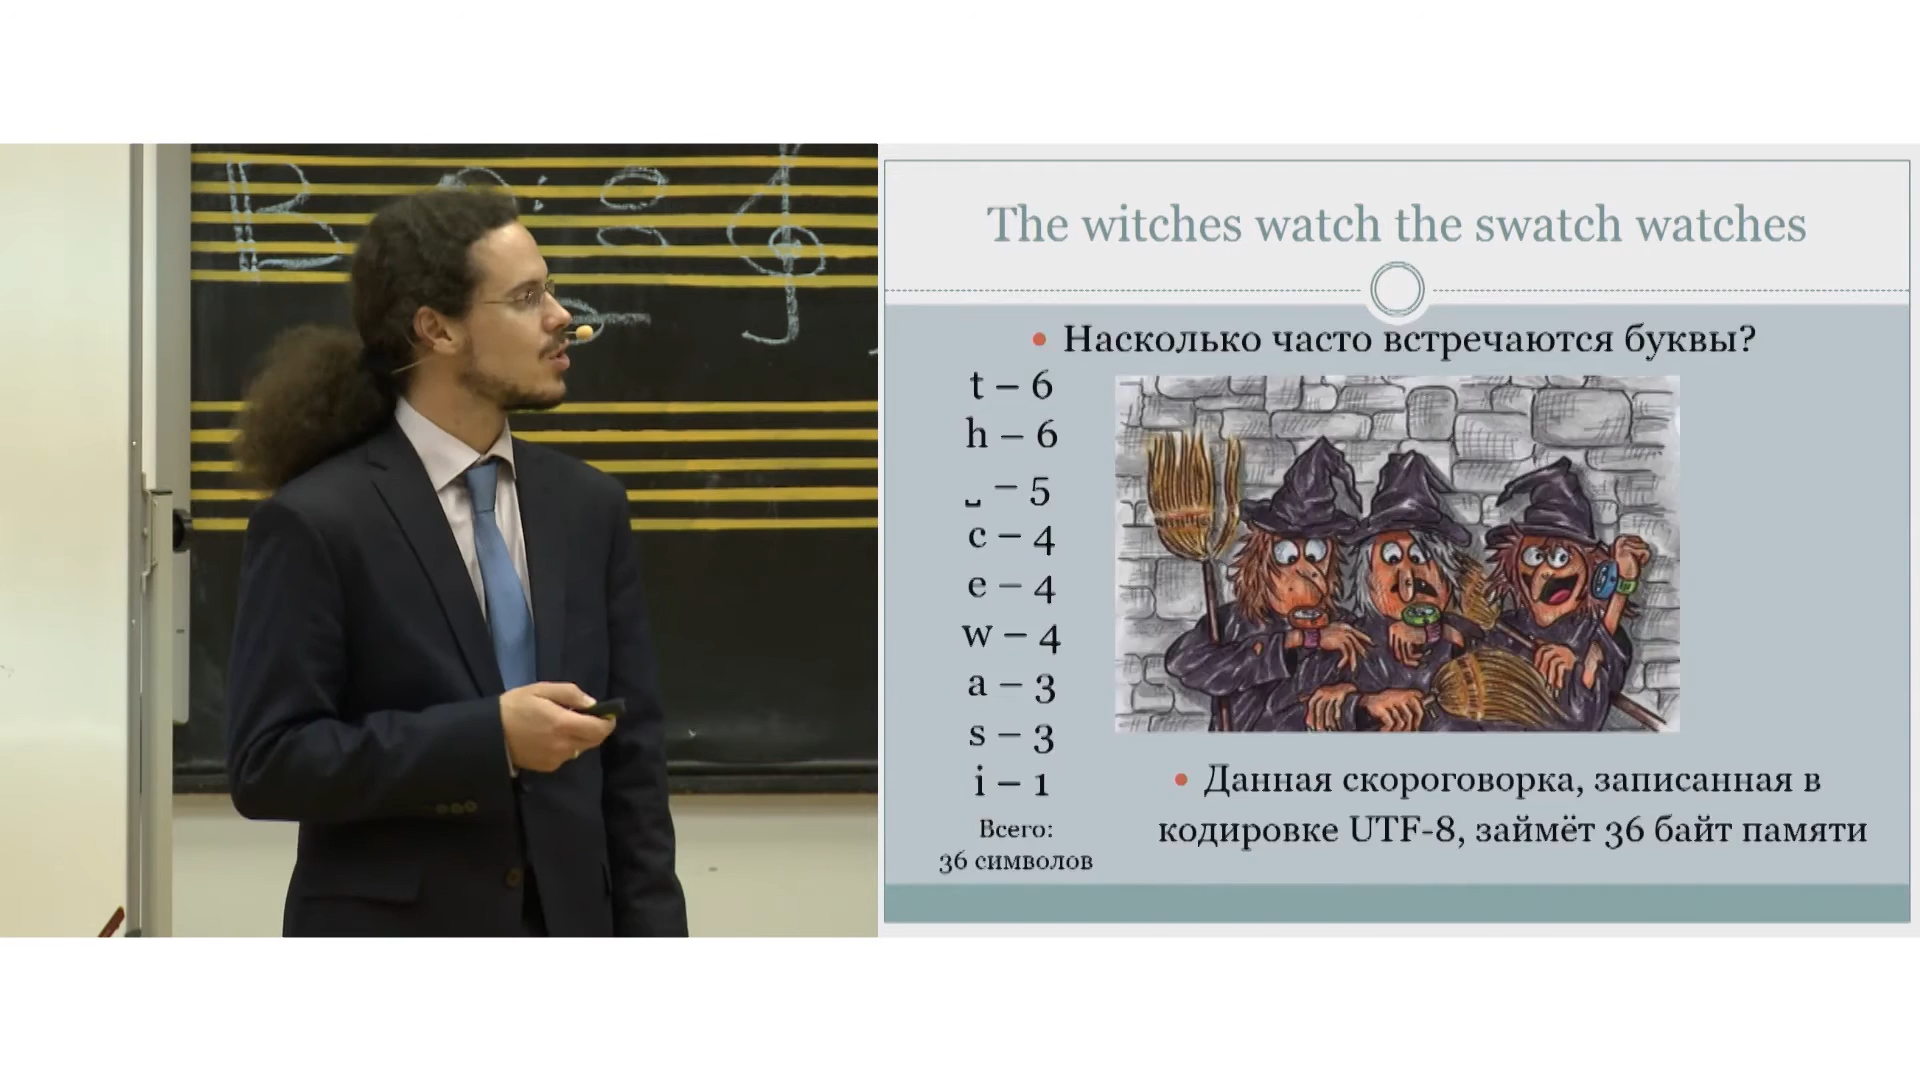 The witches watch the swatch watches
• Насколько часто встречаются буквы?
t – 6
h – 6
␣ – 5
c – 4
e – 4
w – 4
a – 3
s – 3
i – 1
Всего:
36 символов
• Данная скороговорка, записанная в
кодировке UTF-8, займёт 36 байт памяти